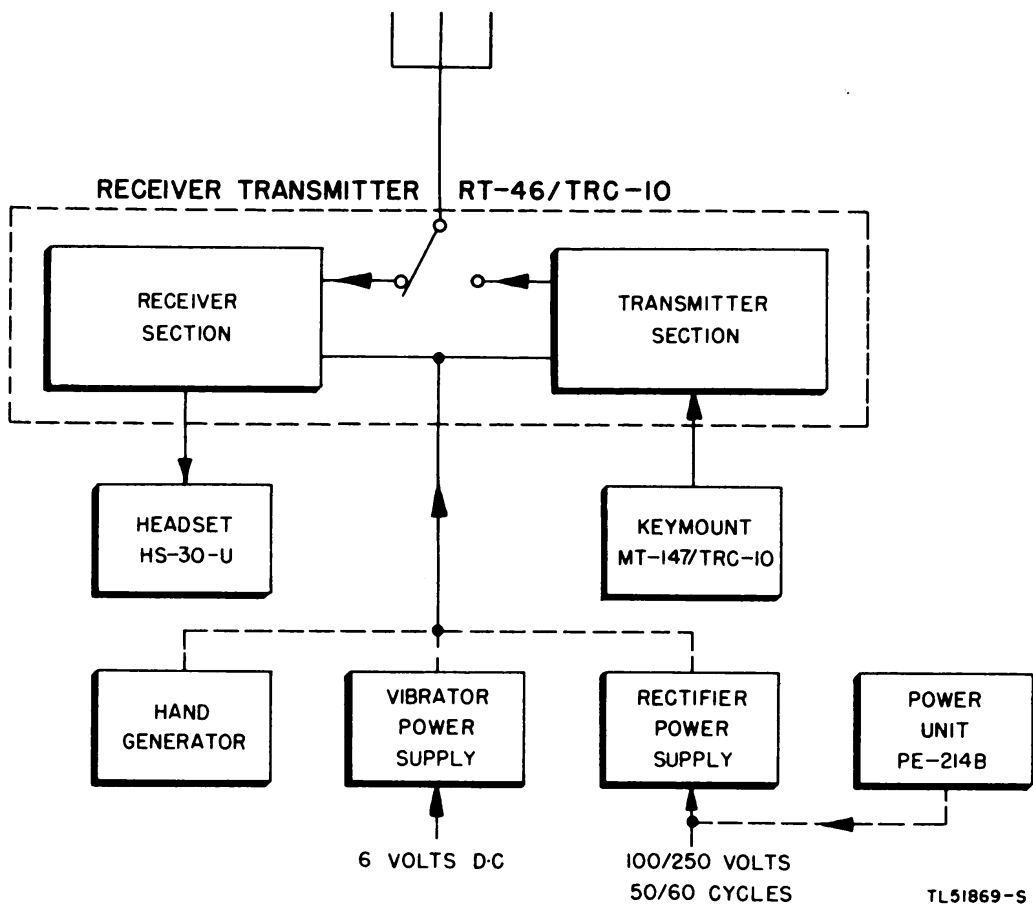 RECEIVER TRANSMITTER RT-46/TRC-10
RECEIVER
SECTION
TRANSMITTER
SECTION
HEADSET
HS-30-U
KEYMOUNT
MT-147/TRC-10
HAND
GENERATOR
VIBRATOR
POWER
SUPPLY
RECTIFIER
POWER
SUPPLY
POWER
UNIT
PE-214B
6 VOLTS D·C
100/250 VOLTS
50/60 CYCLES
TL51869-S